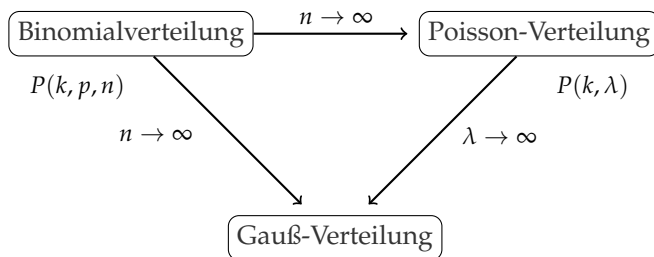 n → ∞
Binomialverteilung
Poisson-Verteilung
P(k, p, n)
P(k, λ)
n → ∞
λ → ∞
Gauß-Verteilung